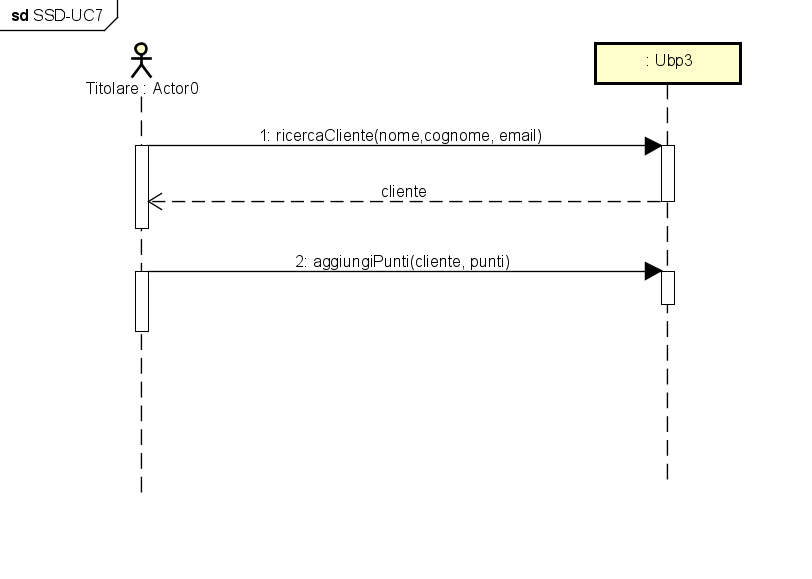 sd SSD-UC7
Titolare : Actor0
: Ubp3
1: ricercaCliente(nome,cognome, email)
cliente
2: aggiungiPunti(cliente, punti)